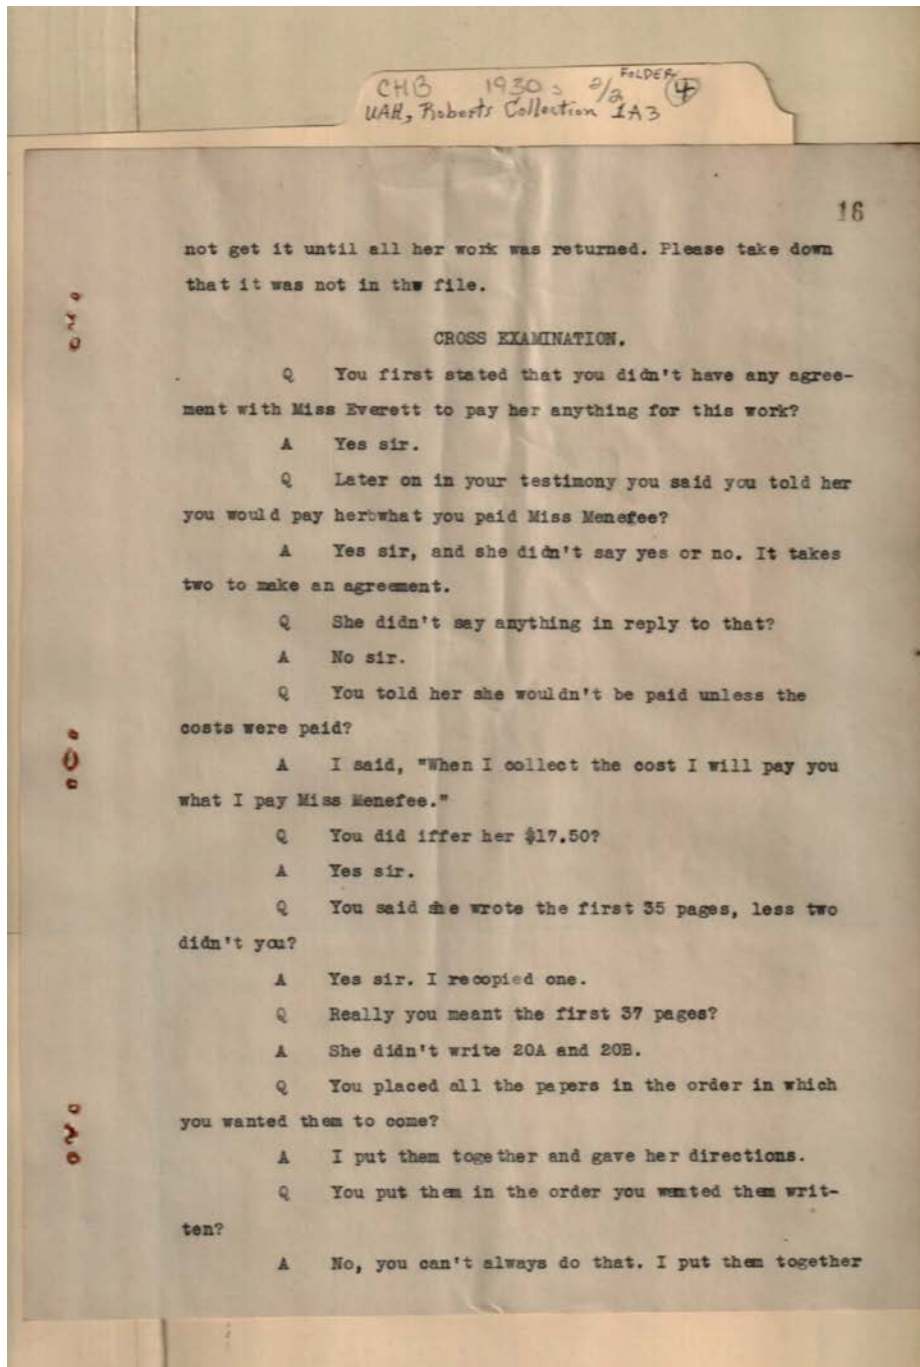 CHB 1930s 2/2 FOLDER 4
UAH, Roberts Collection 1A3
16
not get it until all her work was returned. Please take down
that it was not in thw file.
CROSS EXAMINATION.
Q You first stated that you didn't have any agree-
ment with Miss Everett to pay her anything for this work?
A Yes sir.
Q Later on in your testimony you said you told her
you would pay her what you paid Miss Menefee?
A Yes sir, and she didn't say yes or no. It takes
two to make an agreement.
Q She didn't say anything in reply to that?
A No sir.
Q You told her she wouldn't be paid unless the
costs were paid?
A I said, "When I collect the cost I will pay you
what I pay Miss Menefee."
Q You did iffer her $17.50?
A Yes sir.
Q You said she wrote the first 35 pages, less two
didn't you?
A Yes sir. I recopied one.
Q Really you meant the first 37 pages?
A She didn't write 20A and 20B.
Q You placed all the papers in the order in which
you wanted them to come?
A I put them together and gave her directions.
Q You put them in the order you wanted them writ-
ten?
A No, you can't always do that. I put them together